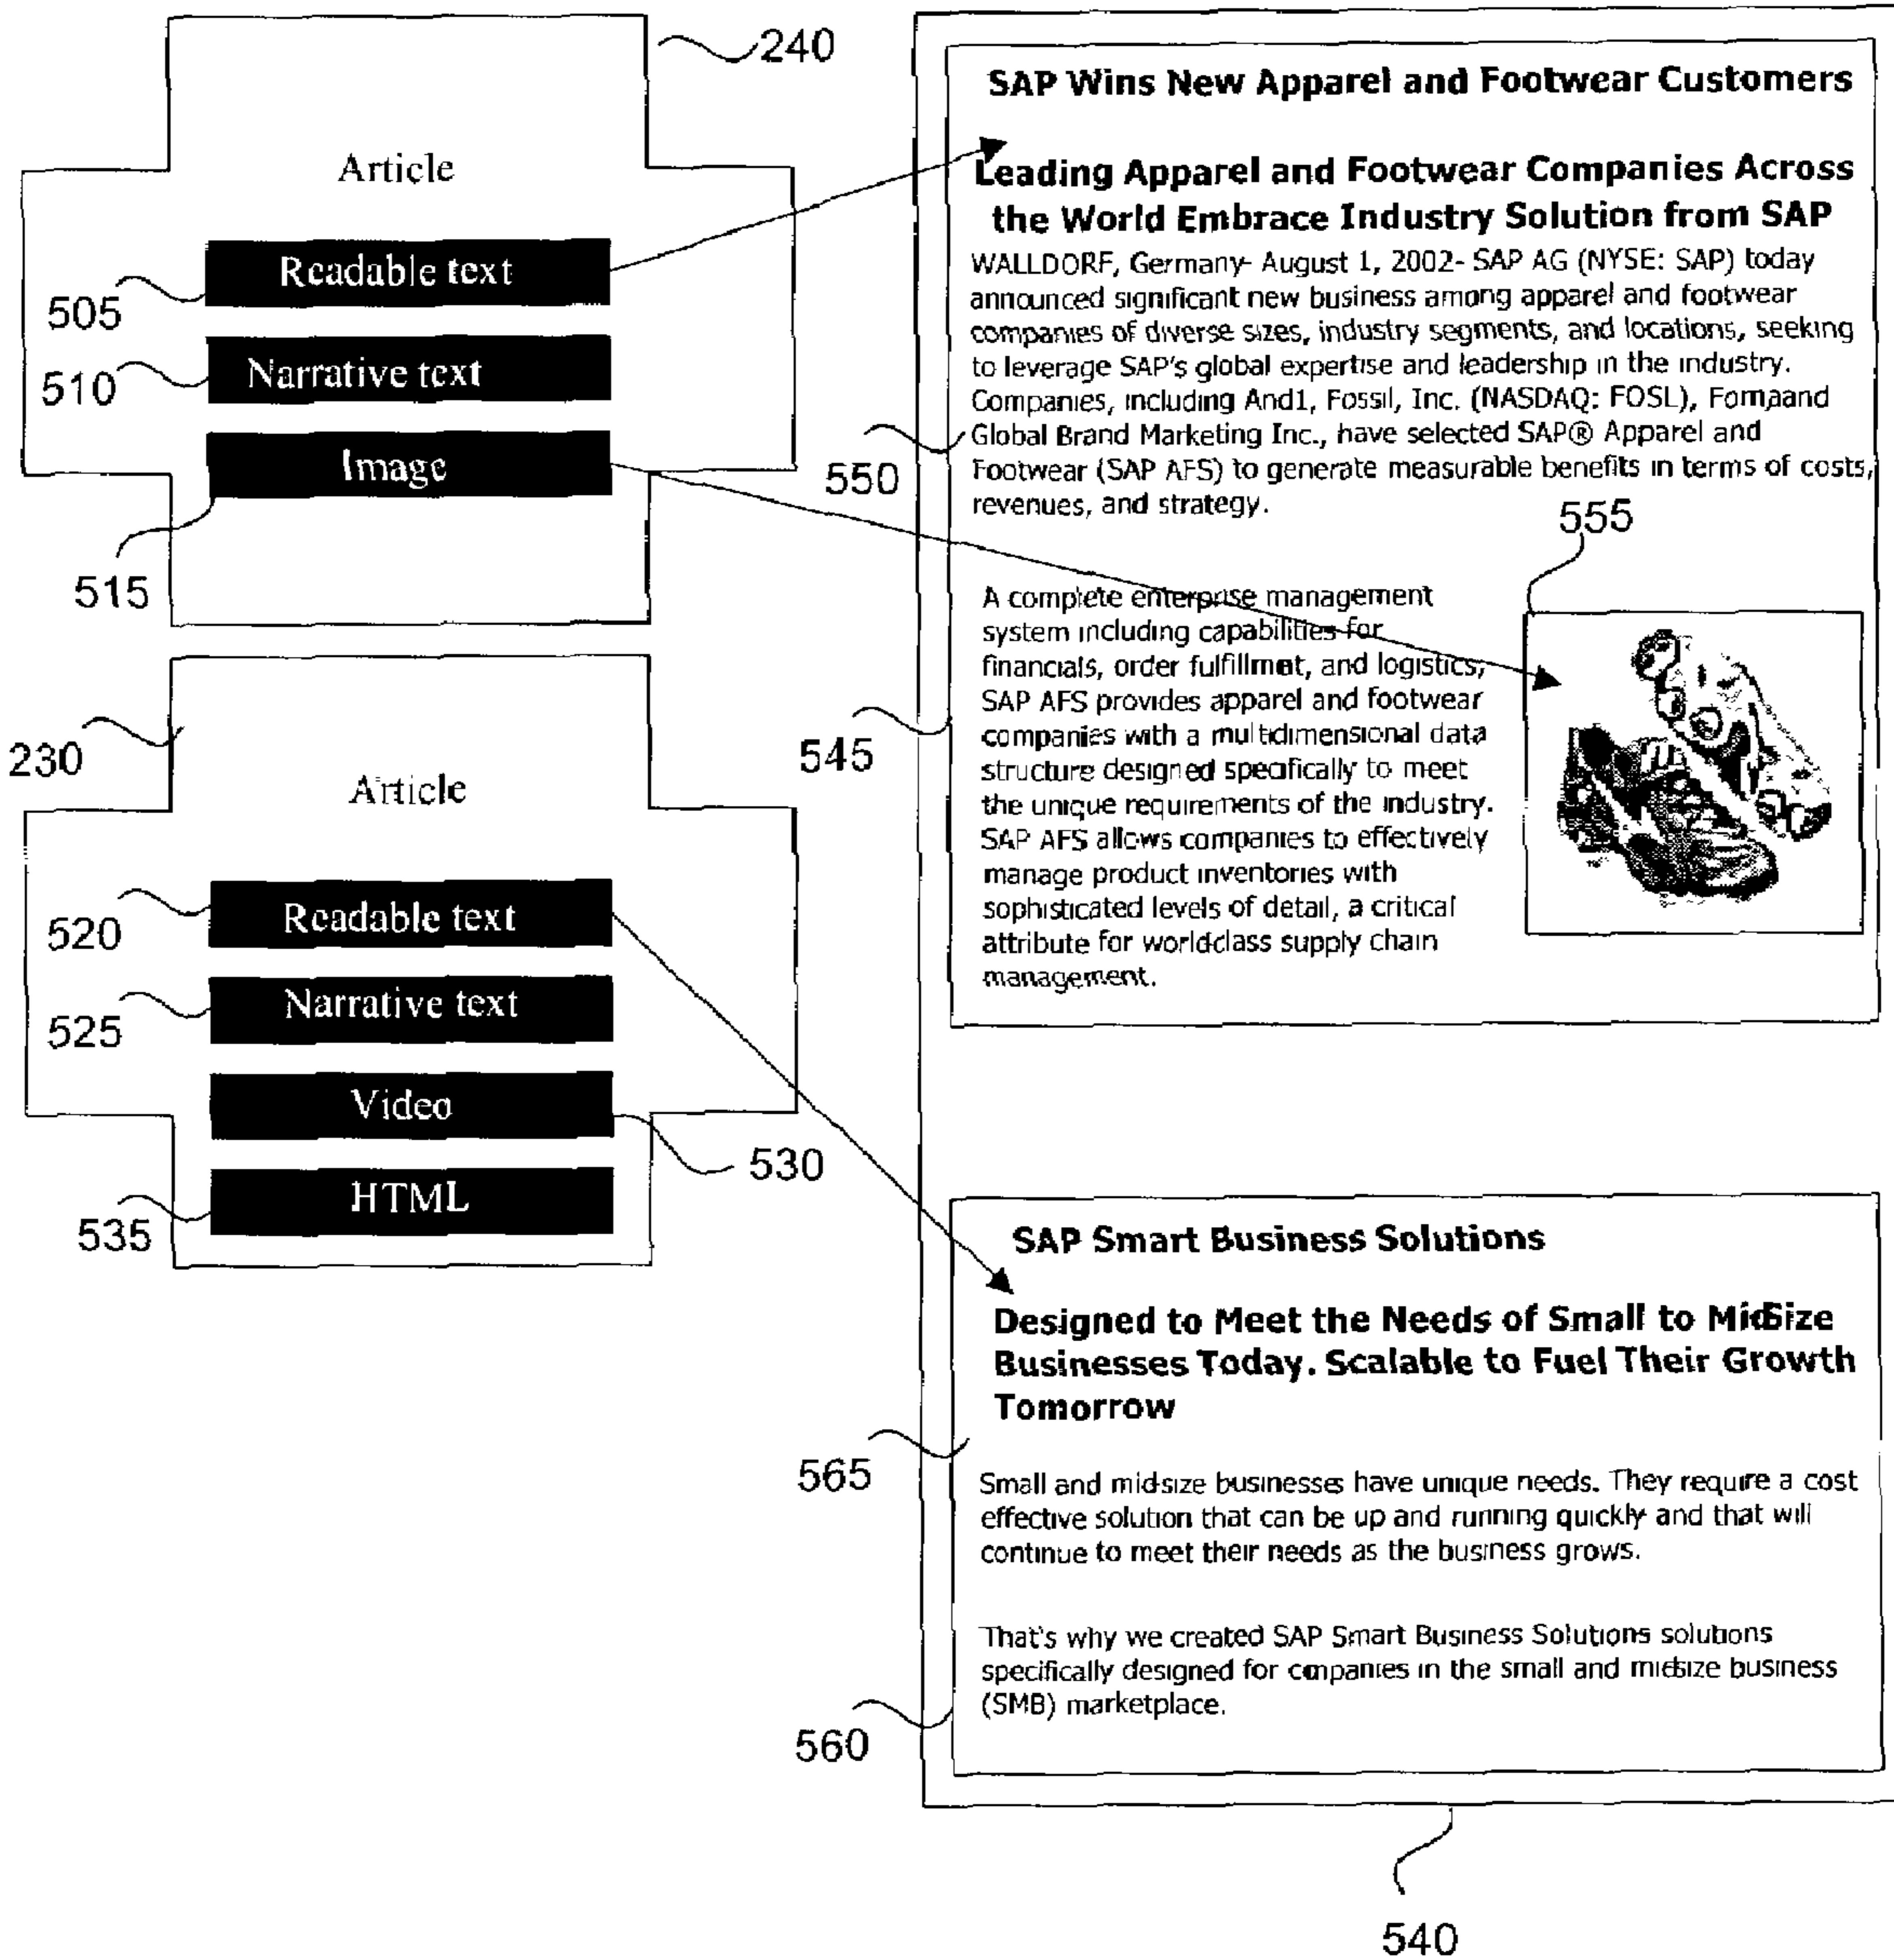 240
Article
Readable text
505
Narrative text
510
Image
515
230
Article
Readable text
520
Narrative text
525
Video
530
HTML
535
SAP Wins New Apparel and Footwear Customers
Leading Apparel and Footwear Companies Across
the World Embrace Industry Solution from SAP
WALLDORF, Germany- August 1, 2002- SAP AG (NYSE: SAP) today
announced significant new business among apparel and footwear
companies of diverse sizes, industry segments, and locations, seeking
to leverage SAP's global expertise and leadership in the industry.
Companies, including And1, Fossil, Inc. (NASDAQ: FOSL), Fompaand
Global Brand Marketing Inc., have selected SAP® Apparel and
Footwear (SAP AFS) to generate measurable benefits in terms of costs,
revenues, and strategy.
550
555
A complete enterprise management
system including capabilities for
financials, order fulfillmet, and logistics,
SAP AFS provides apparel and footwear
companies with a multidimensional data
structure designed specifically to meet
the unique requirements of the industry.
SAP AFS allows companies to effectively
manage product inventories with
sophisticated levels of detail, a critical
attribute for worldclass supply chain
management.
545
SAP Smart Business Solutions
Designed to Meet the Needs of Small to MidSize
Businesses Today. Scalable to Fuel Their Growth
Tomorrow
565
Small and mid-size businesses have unique needs. They require a cost
effective solution that can be up and running quickly and that will
continue to meet their needs as the business grows.
That's why we created SAP Smart Business Solutions solutions
specifically designed for cmpanies in the small and midsize business
(SMB) marketplace.
560
540